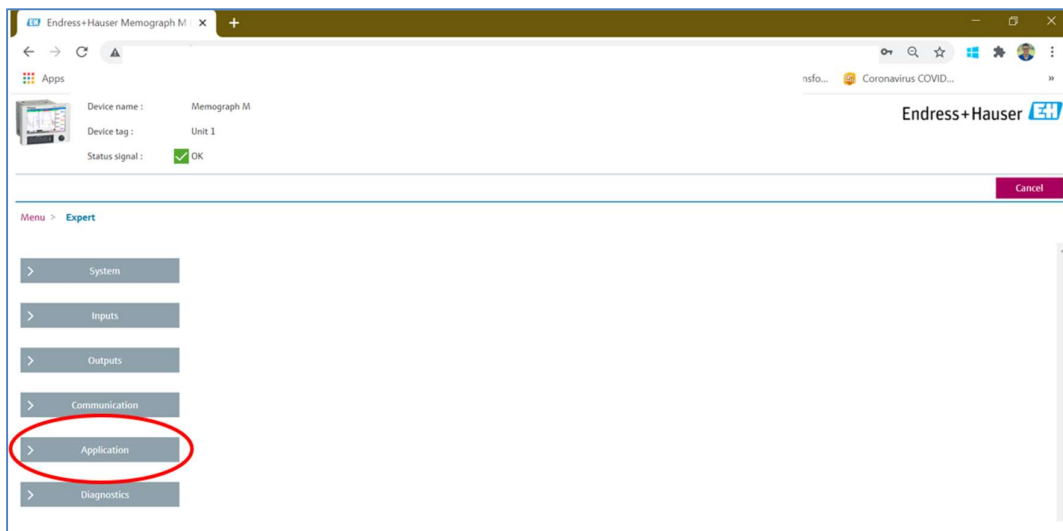 Endress+Hauser Memograph M
Apps
nsfo... Coronavirus COVID... »
Device name : Memograph M
Endress+Hauser EH
Device tag : Unit 1
Status signal : OK
Cancel
Menu > Expert
> System
> Inputs
> Outputs
> Communication
> Application
> Diagnostics